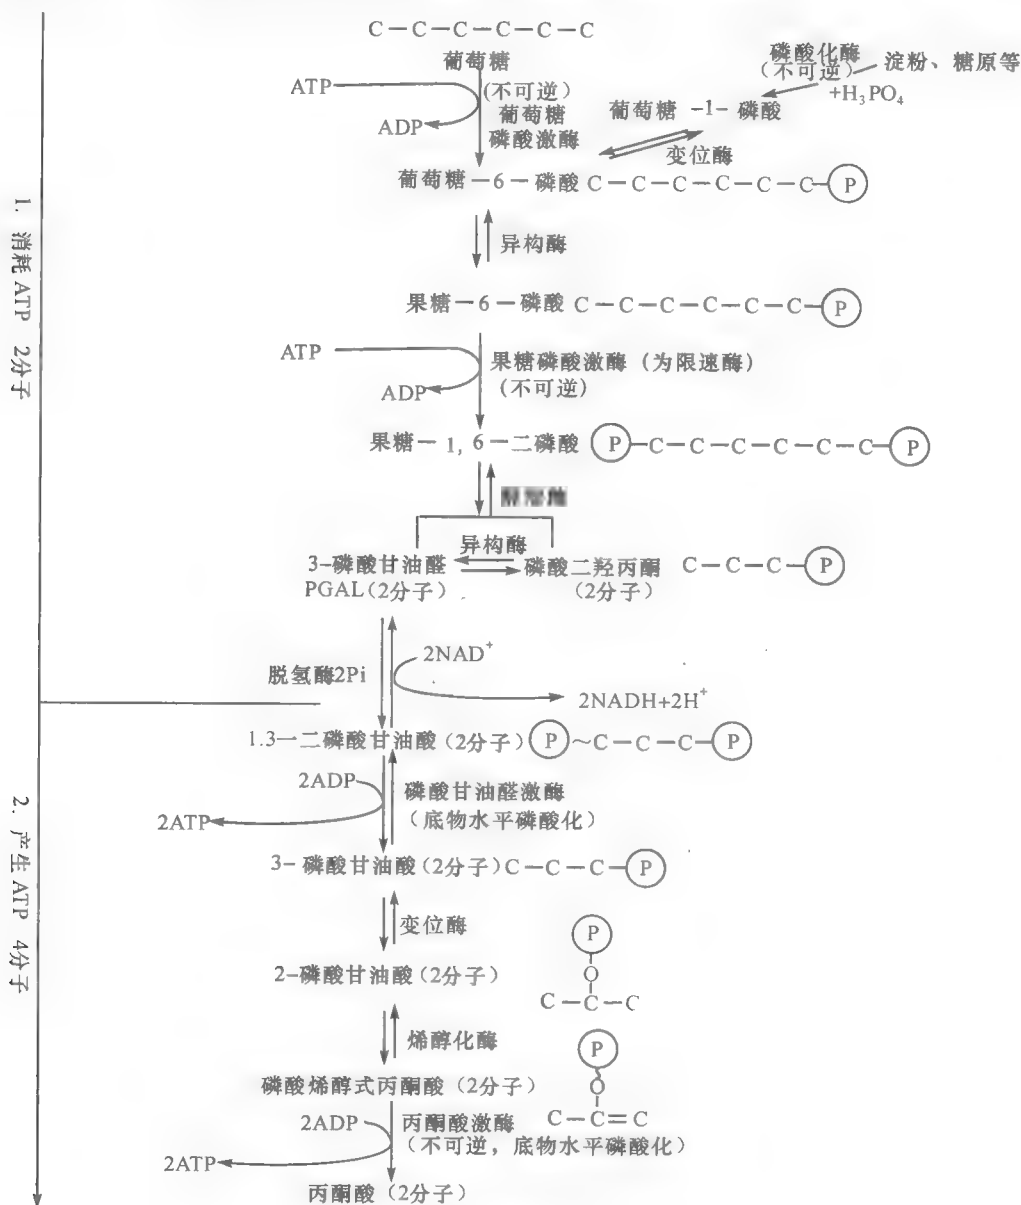 C－C－C－C－C－C
葡萄糖
磷酸化酶
（不可逆）
淀粉、糖原等
+H₃PO₄
ATP
（不可逆）
葡萄糖
磷酸激酶
ADP
葡萄糖 -1- 磷酸
变位酶
葡萄糖－6－磷酸 C－C－C－C－C－C－P
异构酶
果糖－6－磷酸 C－C－C－C－C－C－P
ATP
果糖磷酸激酶（为限速酶）
（不可逆）
ADP
果糖－1, 6－二磷酸 P－C－C－C－C－C－C－P
异构酶
3-磷酸甘油醛
PGAL（2分子）
磷酸二羟丙酮
（2分子）
C－C－C－P
脱氢酶2Pi
2NAD⁺
2NADH+2H⁺
1.3一二磷酸甘油酸（2分子）P～C－C－C－P
2ADP
磷酸甘油醛激酶
（底物水平磷酸化）
2ATP
3-磷酸甘油酸（2分子）C－C－C－P
变位酶
2-磷酸甘油酸（2分子）
P
O
C－C－C
烯醇化酶
磷酸烯醇式丙酮酸（2分子）
P
O
C－C=C
2ADP
丙酮酸激酶
（不可逆，底物水平磷酸化）
2ATP
丙酮酸（2分子）
1. 消耗 ATP 2分子
2. 产生 ATP 4分子